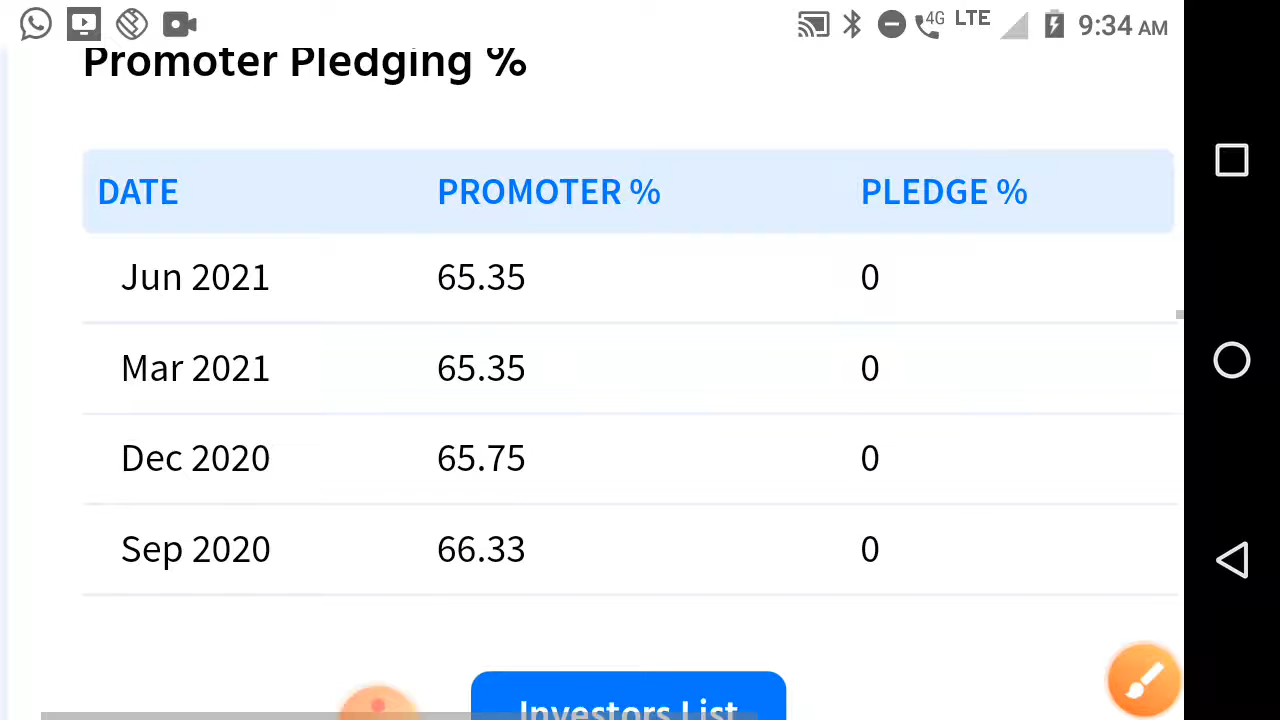 4G LTE 9:34 AM
Promoter Pledging %
DATE PROMOTER % PLEDGE %
Jun 2021 65.35 0
Mar 2021 65.35 0
Dec 2020 65.75 0
Sep 2020 66.33 0
Investors List